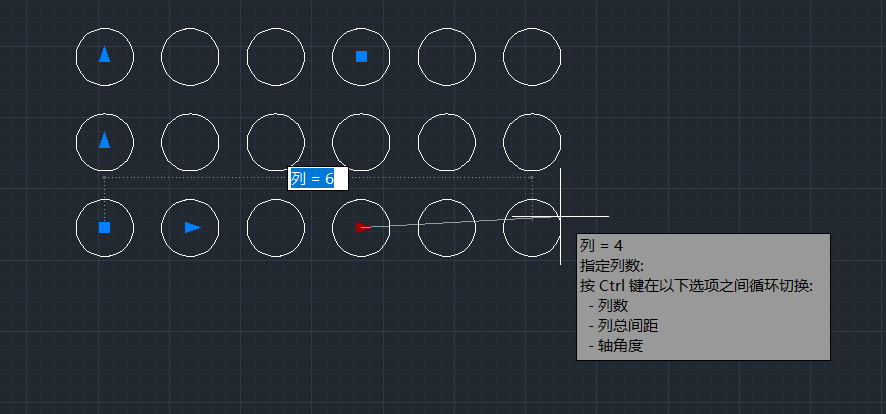 列 = 6
列 = 4
指定列数:
按 Ctrl 键在以下选项之间循环切换:
- 列数
- 列总间距
- 轴角度